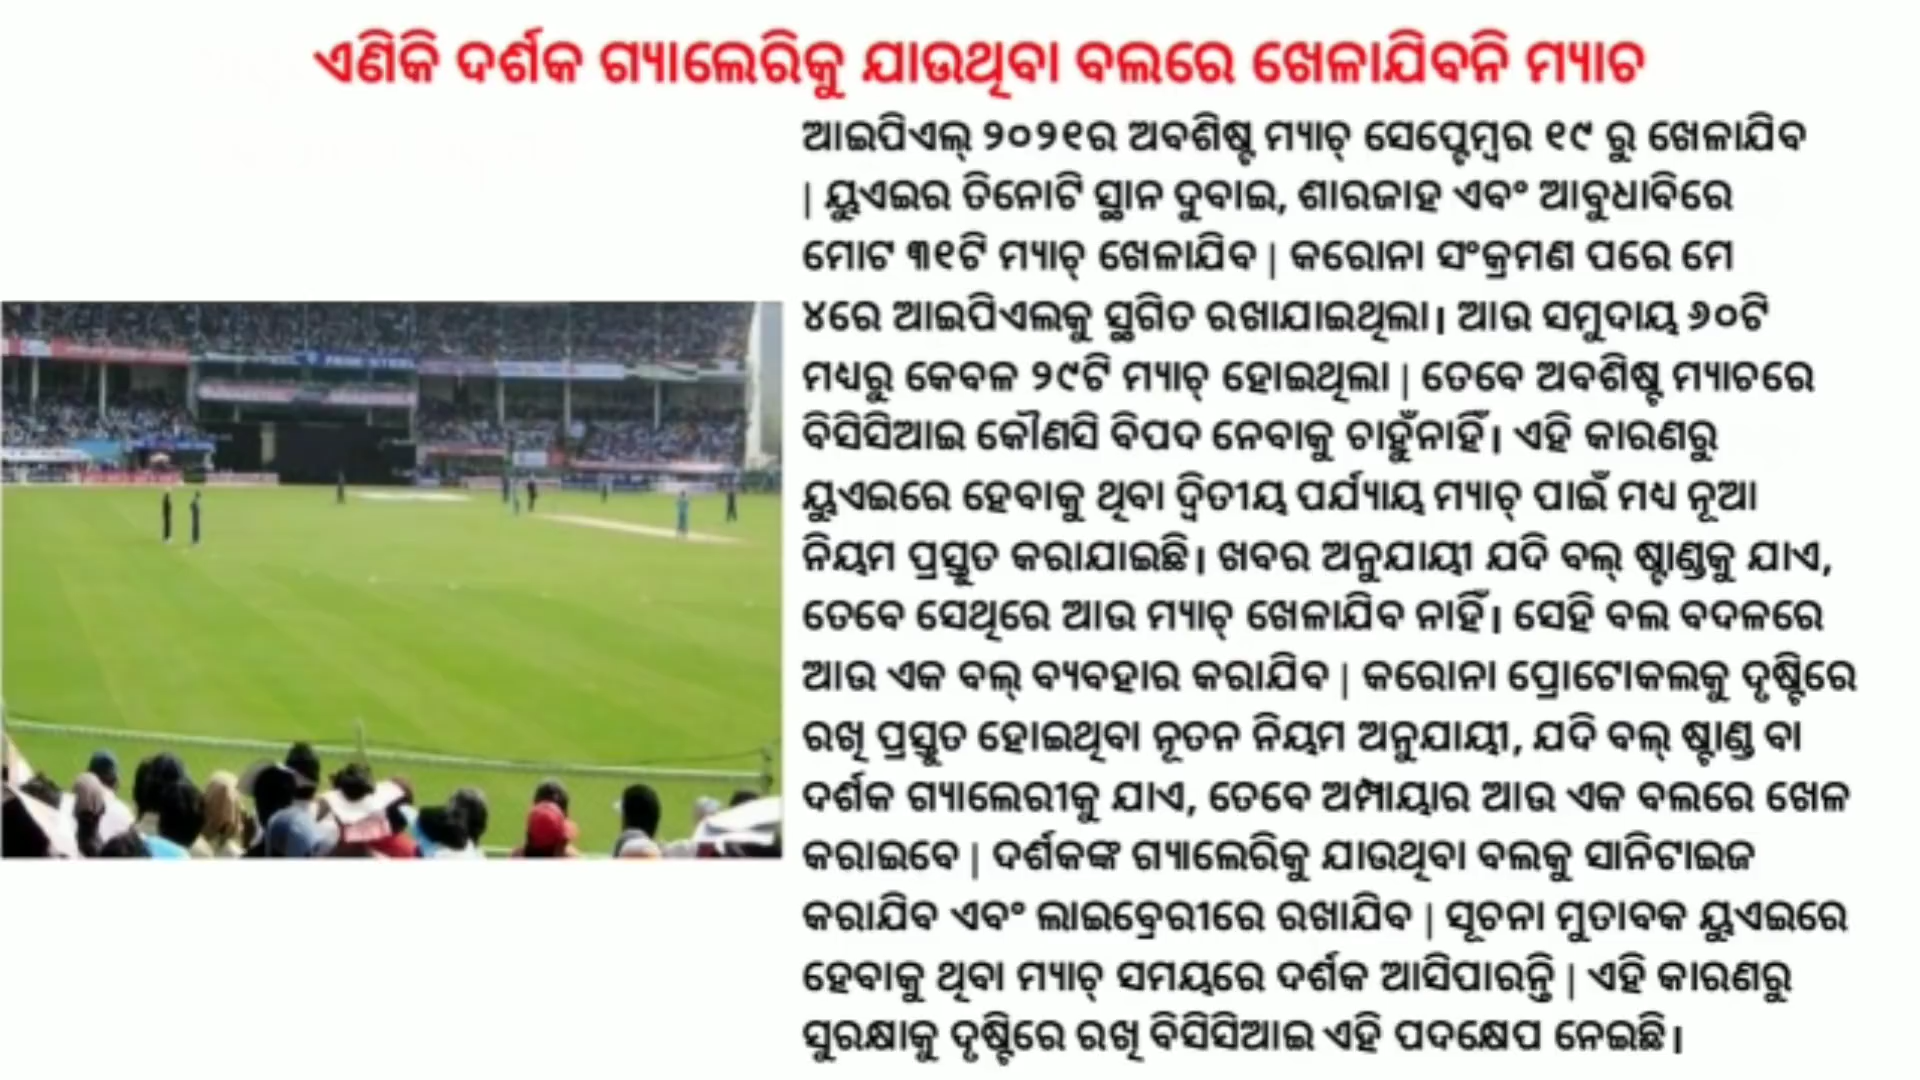 ଏଣିକି ଦର୍ଶକ ଗ୍ୟାଲେରିକୁ ଯାଉଥିବା ବଲରେ ଖେଳାଯିବନି ମ୍ୟାଚ
ଆଇପିଏଲ୍ ୨୦୨୧ର ଅବଶିଷ୍ଟ ମ୍ୟାଚ୍ ସେପ୍ଟେମ୍ବର ୧୯ ରୁ ଖେଳାଯିବ
| ୟୁଏଇର ତିନୋଟି ସ୍ଥାନ ଦୁବାଇ, ଶାରଜାହ ଏବଂ ଆବୁଧାବିରେ
ମୋଟ ୩୧ଟି ମ୍ୟାଚ୍ ଖେଳାଯିବ | କରୋନା ସଂକ୍ରମଣ ପରେ ମେ
୪ରେ ଆଇପିଏଲକୁ ସ୍ଥଗିତ ରଖାଯାଇଥିଲା। ଆଉ ସମୁଦାୟ ୬୦ଟି
ମଧ୍ୟରୁ କେବଳ ୨୯ଟି ମ୍ୟାଚ୍ ହୋଇଥିଲା | ତେବେ ଅବଶିଷ୍ଟ ମ୍ୟାଚରେ
ବିସିସିଆଇ କୌଣସି ବିପଦ ନେବାକୁ ଚାହୁଁନାହିଁ। ଏହି କାରଣରୁ
ୟୁଏଇରେ ହେବାକୁ ଥିବା ଦ୍ୱିତୀୟ ପର୍ଯ୍ୟାୟ ମ୍ୟାଚ୍ ପାଇଁ ମଧ୍ୟ ନୂଆ
ନିୟମ ପ୍ରସ୍ତୁତ କରାଯାଇଛି। ଖବର ଅନୁଯାୟୀ ଯଦି ବଲ୍ ଷ୍ଟାଣ୍ଡକୁ ଯାଏ,
ତେବେ ସେଥିରେ ଆଉ ମ୍ୟାଚ୍ ଖେଳାଯିବ ନାହିଁ। ସେହି ବଲ ବଦଳରେ
ଆଉ ଏକ ବଲ୍ ବ୍ୟବହାର କରାଯିବ | କରୋନା ପ୍ରୋଟୋକଲକୁ ଦୃଷ୍ଟିରେ
ରଖି ପ୍ରସ୍ତୁତ ହୋଇଥିବା ନୂତନ ନିୟମ ଅନୁଯାୟୀ, ଯଦି ବଲ୍ ଷ୍ଟାଣ୍ଡ ବା
ଦର୍ଶକ ଗ୍ୟାଲେରୀକୁ ଯାଏ, ତେବେ ଅମ୍ପାୟାର ଆଉ ଏକ ବଲରେ ଖେଳ
କରାଇବେ | ଦର୍ଶକଙ୍କ ଗ୍ୟାଲେରିକୁ ଯାଉଥିବା ବଲକୁ ସାନିଟାଇଜ
କରାଯିବ ଏବଂ ଲାଇବ୍ରେରୀରେ ରଖାଯିବ | ସୂଚନା ମୁତାବକ ୟୁଏଇରେ
ହେବାକୁ ଥିବା ମ୍ୟାଚ୍ ସମୟରେ ଦର୍ଶକ ଆସିପାରନ୍ତି | ଏହି କାରଣରୁ
ସୁରକ୍ଷାକୁ ଦୃଷ୍ଟିରେ ରଖି ବିସିସିଆଇ ଏହି ପଦକ୍ଷେପ ନେଇଛି।